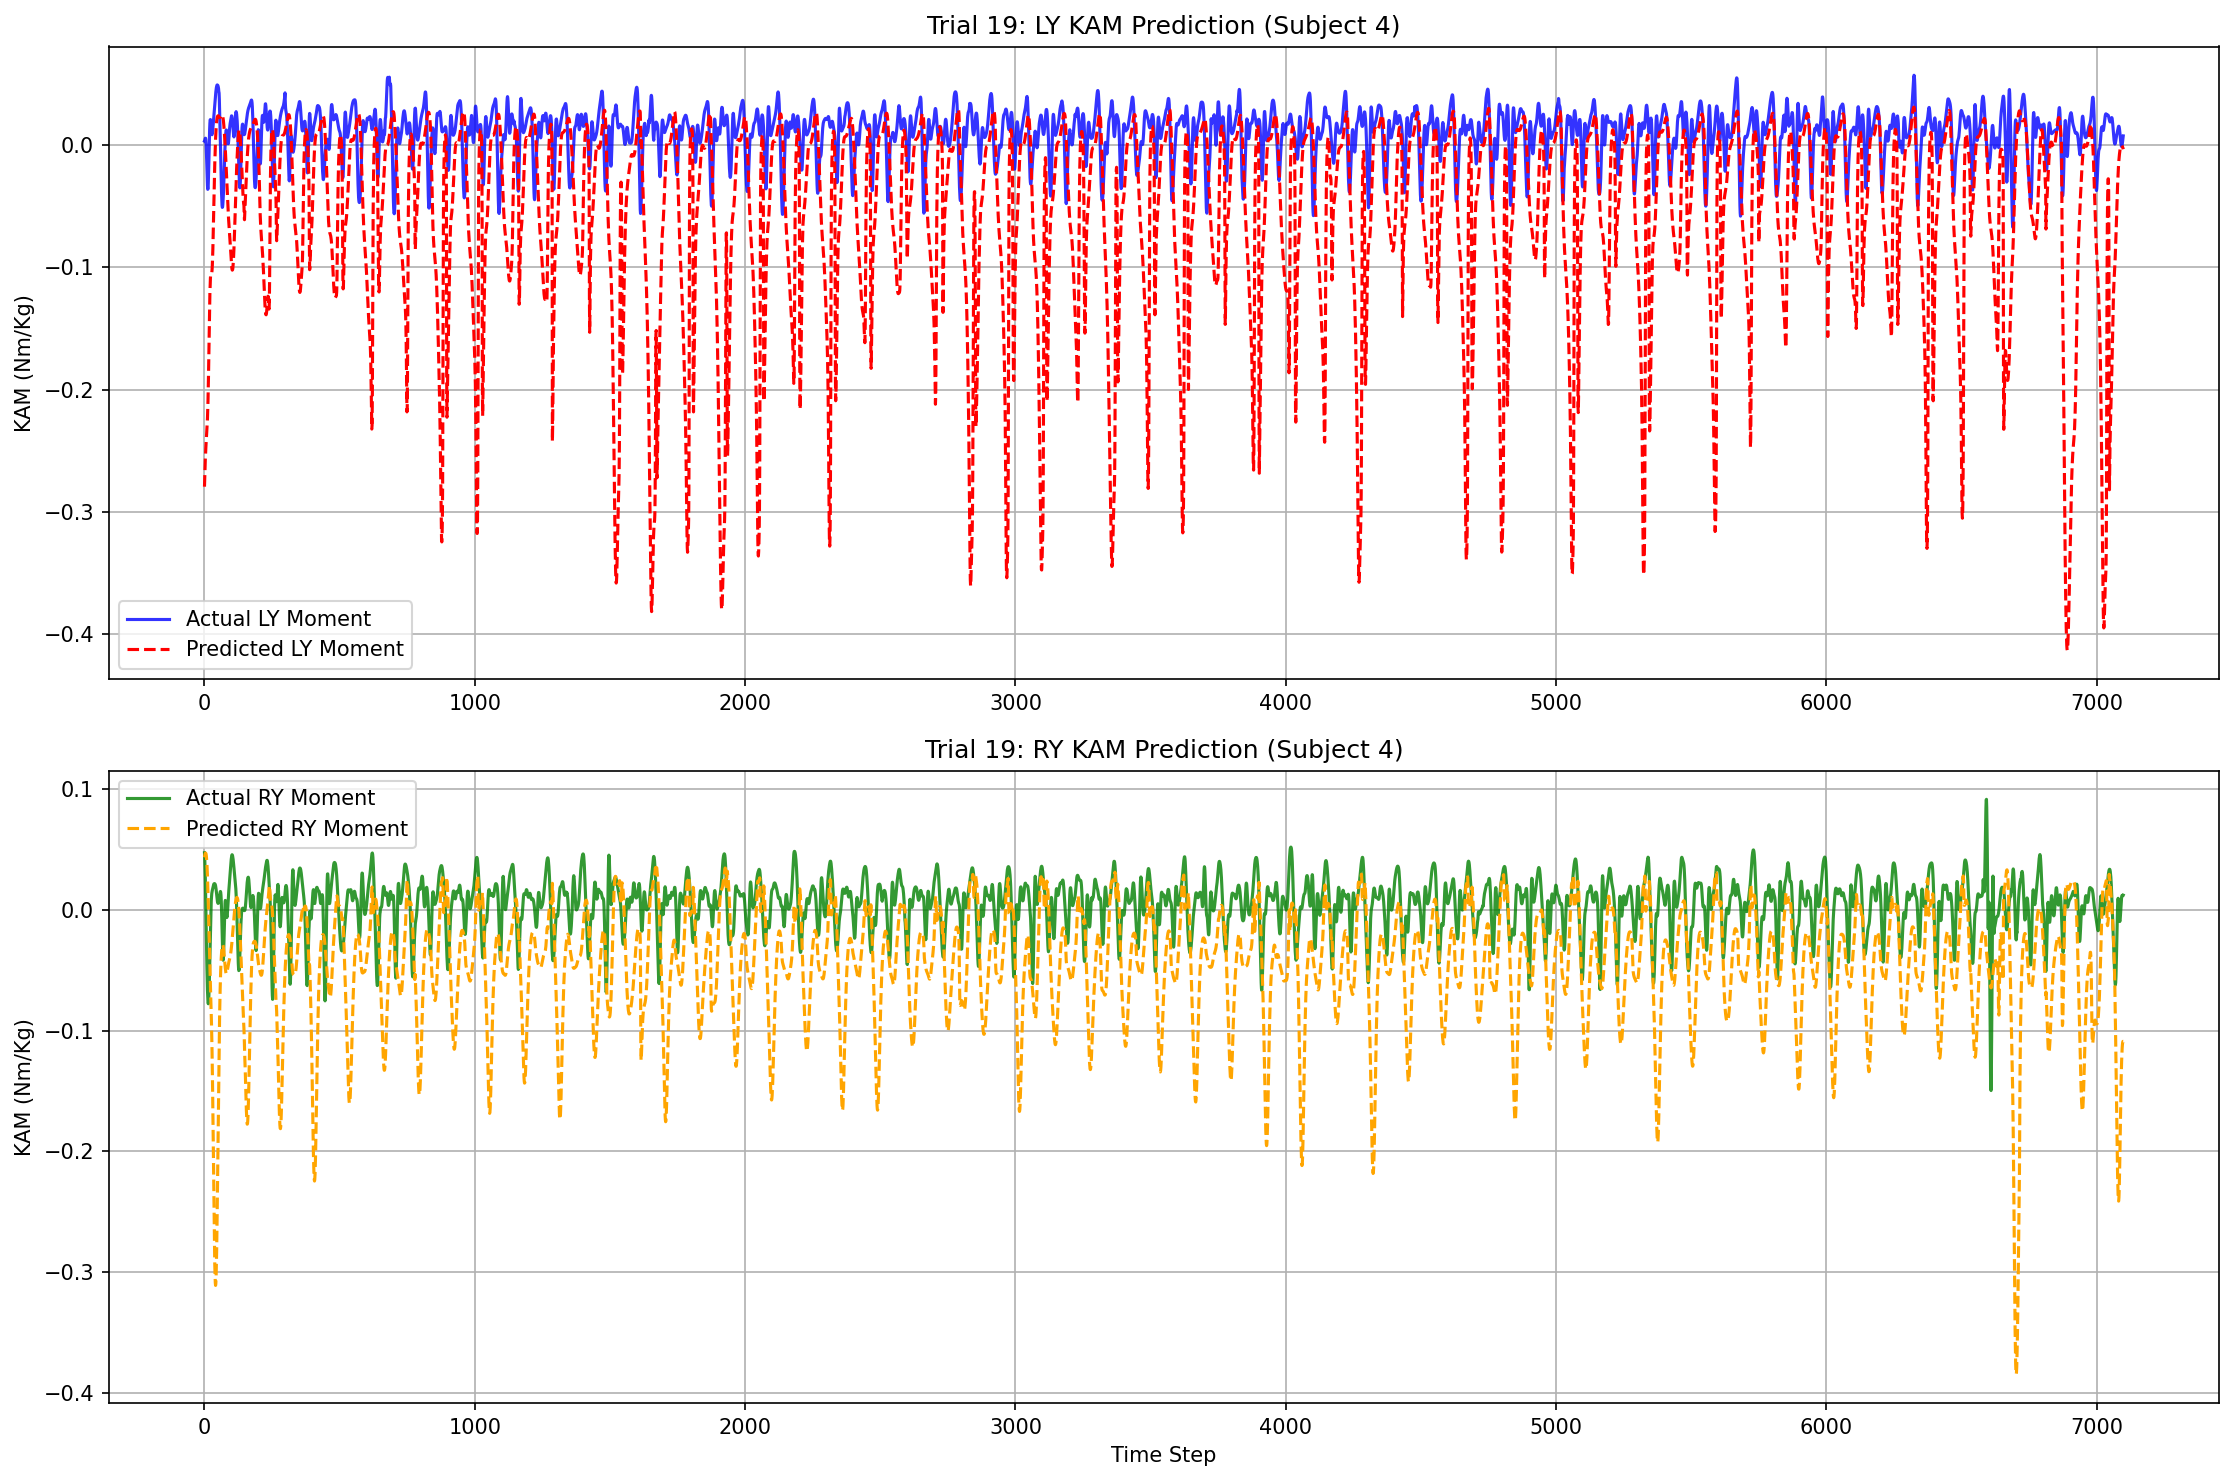 Trial 19: LY KAM Prediction (Subject 4)
KAM (Nm/Kg)
0.0
−0.1
−0.2
−0.3
−0.4
Actual LY Moment
Predicted LY Moment
0 1000 2000 3000 4000 5000 6000 7000
Trial 19: RY KAM Prediction (Subject 4)
KAM (Nm/Kg)
0.1
0.0
−0.1
−0.2
−0.3
−0.4
Actual RY Moment
Predicted RY Moment
0 1000 2000 3000 4000 5000 6000 7000
Time Step